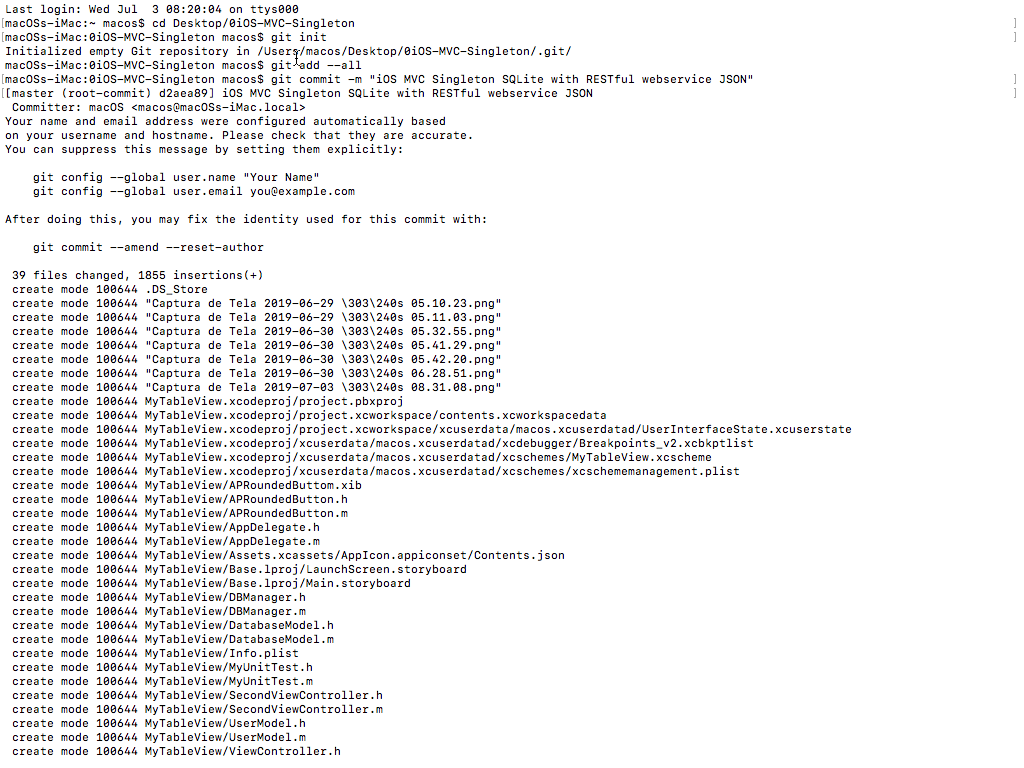 Last login: Wed Jul  3 08:20:04 on ttys000
[macOSs-iMac:~ macos$ cd Desktop/0iOS-MVC-Singleton ]
[macOSs-iMac:0iOS-MVC-Singleton macos$ git init ]
Initialized empty Git repository in /Users/macos/Desktop/0iOS-MVC-Singleton/.git/
macOSs-iMac:0iOS-MVC-Singleton macos$ git add --all
[macOSs-iMac:0iOS-MVC-Singleton macos$ git commit -m "iOS MVC Singleton SQLite with RESTful webservice JSON" ]
[[master (root-commit) d2aea89] iOS MVC Singleton SQLite with RESTful webservice JSON ]
 Committer: macOS <macos@macOSs-iMac.local>
Your name and email address were configured automatically based
on your username and hostname. Please check that they are accurate.
You can suppress this message by setting them explicitly:

    git config --global user.name "Your Name"
    git config --global user.email you@example.com

After doing this, you may fix the identity used for this commit with:

    git commit --amend --reset-author

 39 files changed, 1855 insertions(+)
 create mode 100644 .DS_Store
 create mode 100644 "Captura de Tela 2019-06-29 \303\240s 05.10.23.png"
 create mode 100644 "Captura de Tela 2019-06-29 \303\240s 05.11.03.png"
 create mode 100644 "Captura de Tela 2019-06-30 \303\240s 05.32.55.png"
 create mode 100644 "Captura de Tela 2019-06-30 \303\240s 05.41.29.png"
 create mode 100644 "Captura de Tela 2019-06-30 \303\240s 05.42.20.png"
 create mode 100644 "Captura de Tela 2019-06-30 \303\240s 06.28.51.png"
 create mode 100644 "Captura de Tela 2019-07-03 \303\240s 08.31.08.png"
 create mode 100644 MyTableView.xcodeproj/project.pbxproj
 create mode 100644 MyTableView.xcodeproj/project.xcworkspace/contents.xcworkspacedata
 create mode 100644 MyTableView.xcodeproj/project.xcworkspace/xcuserdata/macos.xcuserdatad/UserInterfaceState.xcuserstate
 create mode 100644 MyTableView.xcodeproj/xcuserdata/macos.xcuserdatad/xcdebugger/Breakpoints_v2.xcbkptlist
 create mode 100644 MyTableView.xcodeproj/xcuserdata/macos.xcuserdatad/xcschemes/MyTableView.xcscheme
 create mode 100644 MyTableView.xcodeproj/xcuserdata/macos.xcuserdatad/xcschemes/xcschememanagement.plist
 create mode 100644 MyTableView/APRoundedButtom.xib
 create mode 100644 MyTableView/APRoundedButton.h
 create mode 100644 MyTableView/APRoundedButton.m
 create mode 100644 MyTableView/AppDelegate.h
 create mode 100644 MyTableView/AppDelegate.m
 create mode 100644 MyTableView/Assets.xcassets/AppIcon.appiconset/Contents.json
 create mode 100644 MyTableView/Base.lproj/LaunchScreen.storyboard
 create mode 100644 MyTableView/Base.lproj/Main.storyboard
 create mode 100644 MyTableView/DBManager.h
 create mode 100644 MyTableView/DBManager.m
 create mode 100644 MyTableView/DatabaseModel.h
 create mode 100644 MyTableView/DatabaseModel.m
 create mode 100644 MyTableView/Info.plist
 create mode 100644 MyTableView/MyUnitTest.h
 create mode 100644 MyTableView/MyUnitTest.m
 create mode 100644 MyTableView/SecondViewController.h
 create mode 100644 MyTableView/SecondViewController.m
 create mode 100644 MyTableView/UserModel.h
 create mode 100644 MyTableView/UserModel.m
 create mode 100644 MyTableView/ViewController.h